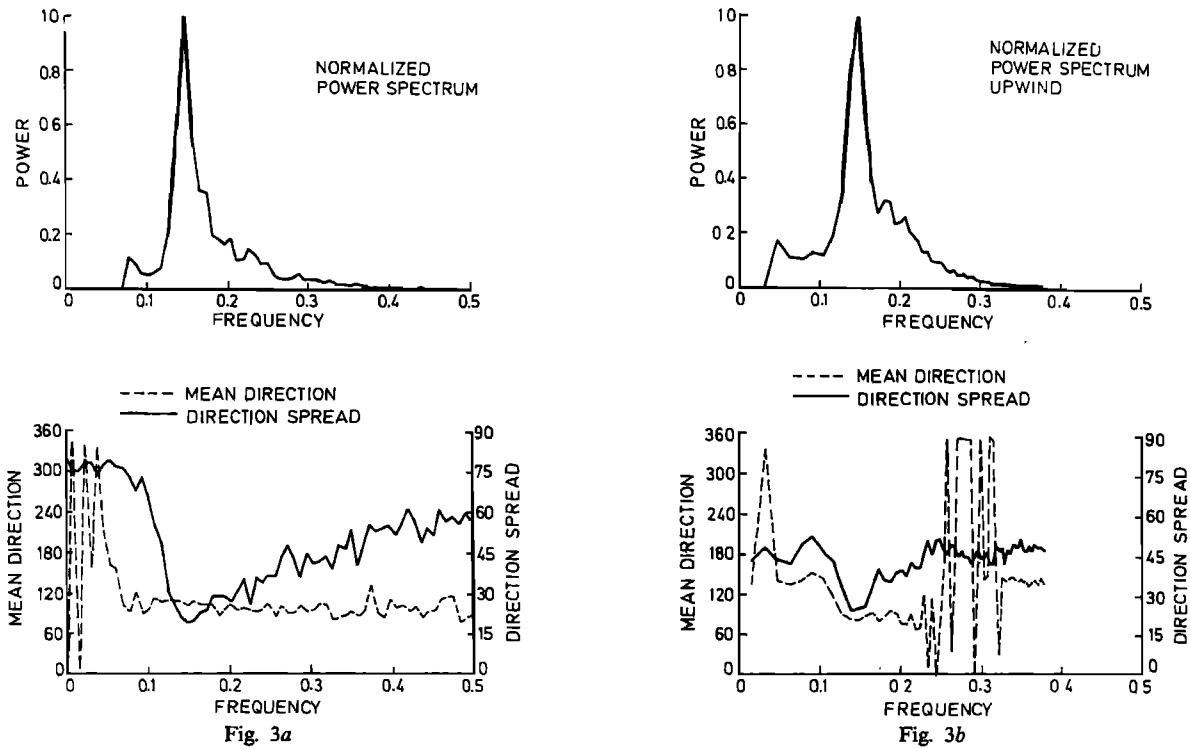 10
0.8
0.6
0.4
0.2
0
POWER
NORMALIZED
POWER SPECTRUM
0 0.1 0.2 0.3 0.4 0.5
FREQUENCY
10
0.8
0 6
0.4
0 2
0
POWER
NORMALIZED
POWER SPECTRUM
UPWIND
0 0.1 0.2 0.3 0.4 0.5
FREQUENCY
MEAN DIRECTION
DIRECTION SPREAD
360
300
240
180
120
60
0
MEAN DIRECTION
90
75
60
45
30
15
0
DIRECTION SPREAD
0 0.1 0.2 0.3 0.4 0.5
FREQUENCY
Fig. 3a
MEAN DIRECTION
DIRECTION SPREAD
360
300
240
180
120
60
0
MEAN DIRECTION
90
75
60
45
30
15
0
DIRECTION SPREAD
0 0.1 0.2 0.3 0 4 0.5
FREQUENCY
Fig. 3b